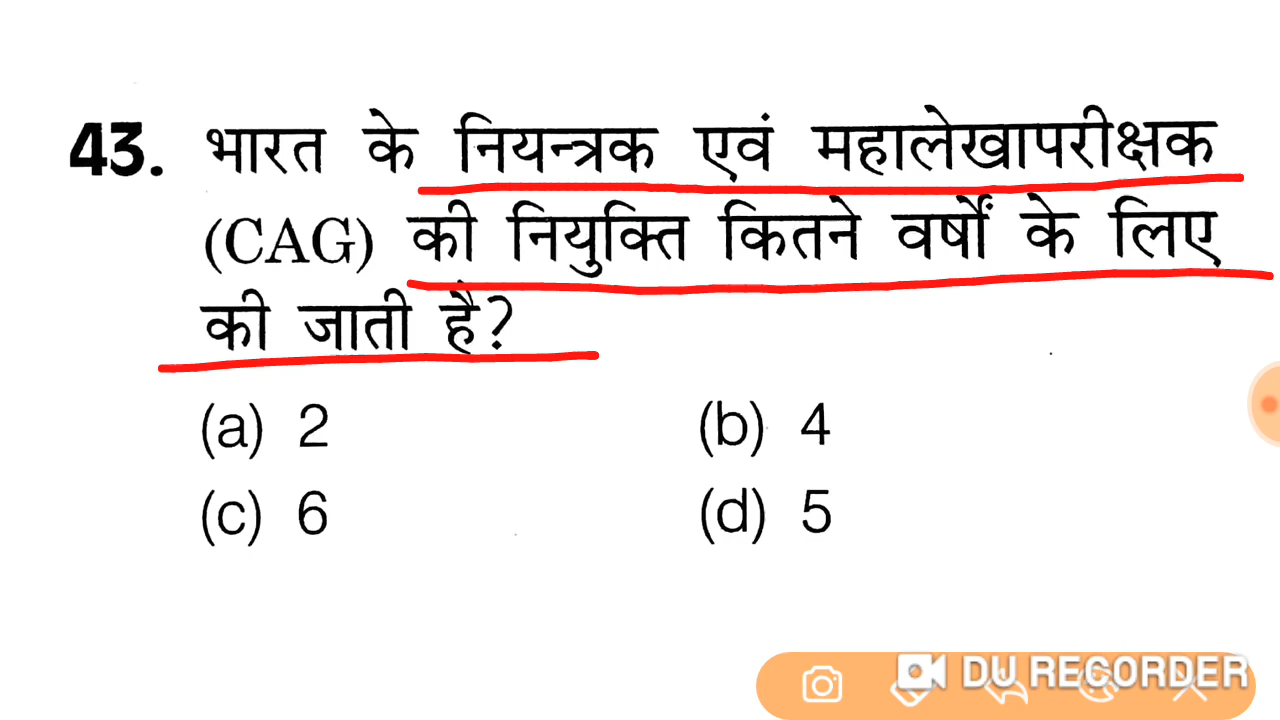 43. भारत के नियन्त्रक एवं महालेखापरीक्षक
(CAG) की नियुक्ति कितने वर्षों के लिए
की जाती है?
(a) 2 (b) 4
(c) 6 (d) 5
DU RECORDER